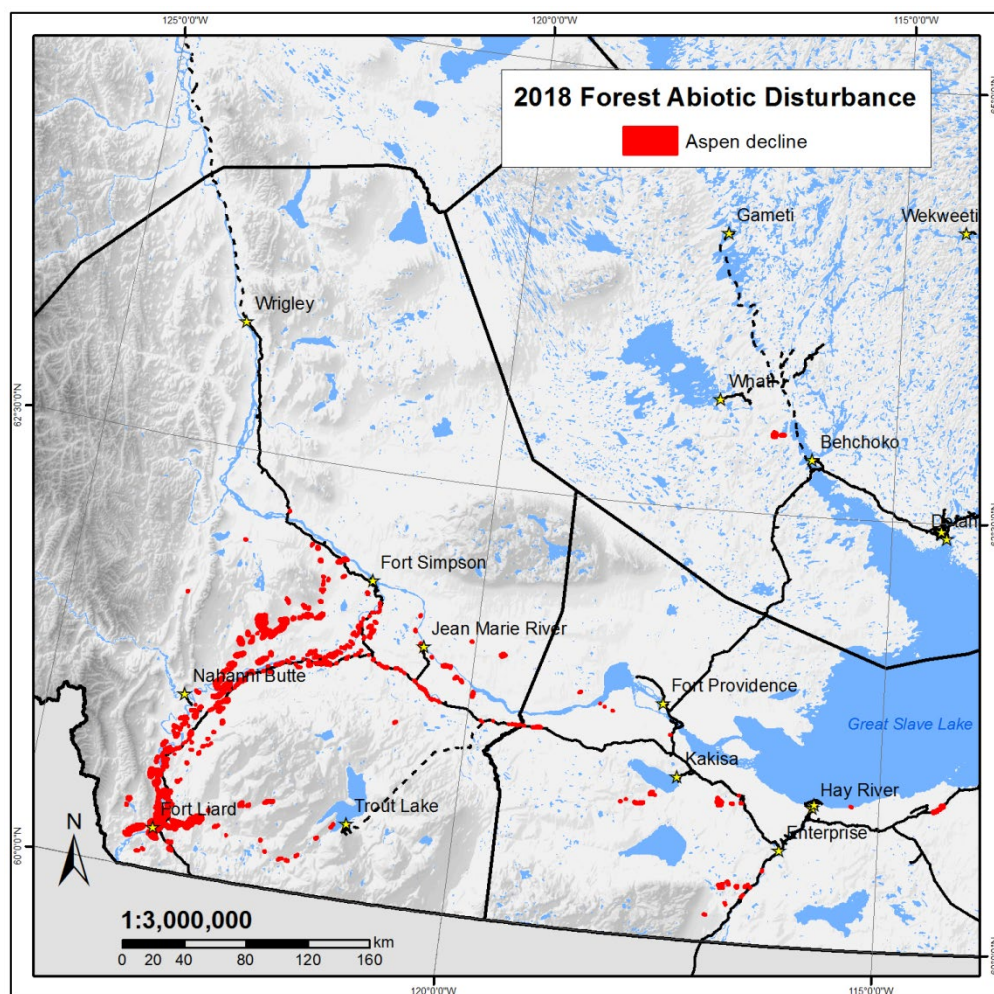 125°0'0"W 120°0'0"W 115°0'0"W
2018 Forest Abiotic Disturbance
Aspen decline
Gameti
Wekweeti
Wrigley
62°30'0"N
Whati
Behchoko
Detah
Fort Simpson
Jean Marie River
Nahanni Butte
Fort Providence
Great Slave Lake
Kakisa
Hay River
Fort Liard
Trout Lake
Enterprise
60°0'0"N
N
1:3,000,000
km
0 20 40 80 120 160
120°0'0"W 115°0'0"W